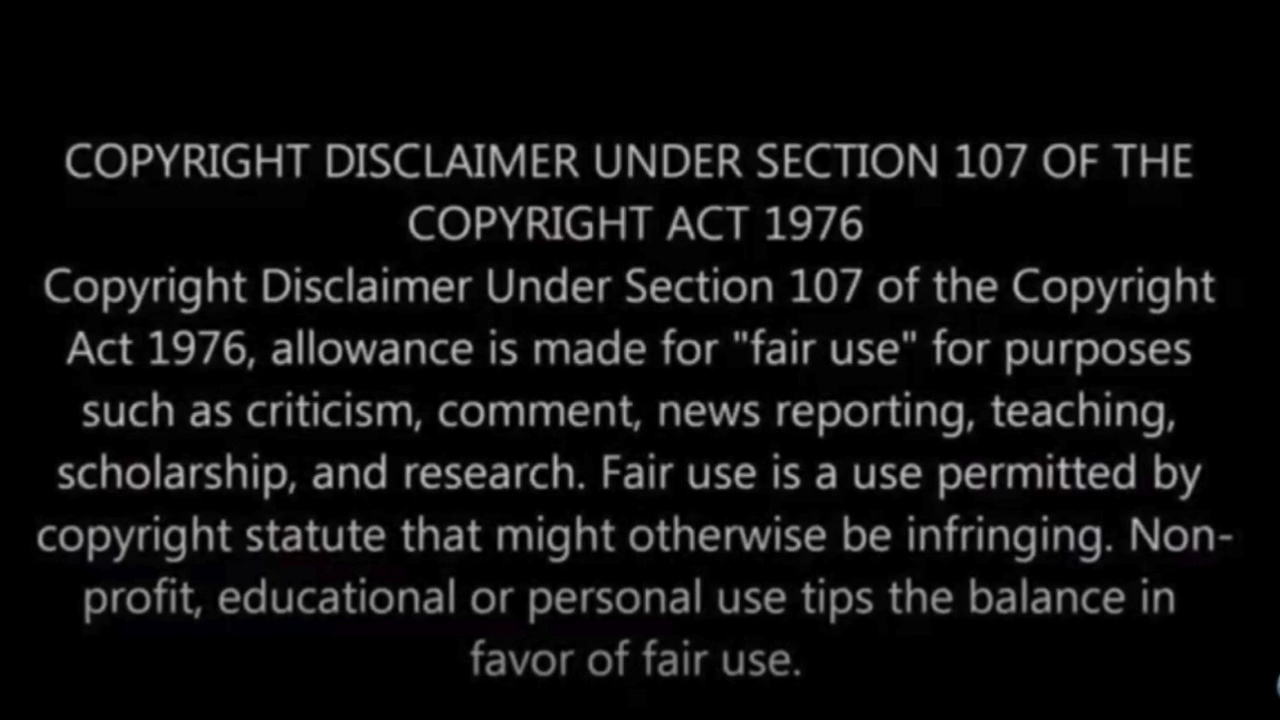 COPYRIGHT DISCLAIMER UNDER SECTION 107 OF THE
COPYRIGHT ACT 1976
Copyright Disclaimer Under Section 107 of the Copyright
Act 1976, allowance is made for "fair use" for purposes
such as criticism, comment, news reporting, teaching,
scholarship, and research. Fair use is a use permitted by
copyright statute that might otherwise be infringing. Non-
profit, educational or personal use tips the balance in
favor of fair use.